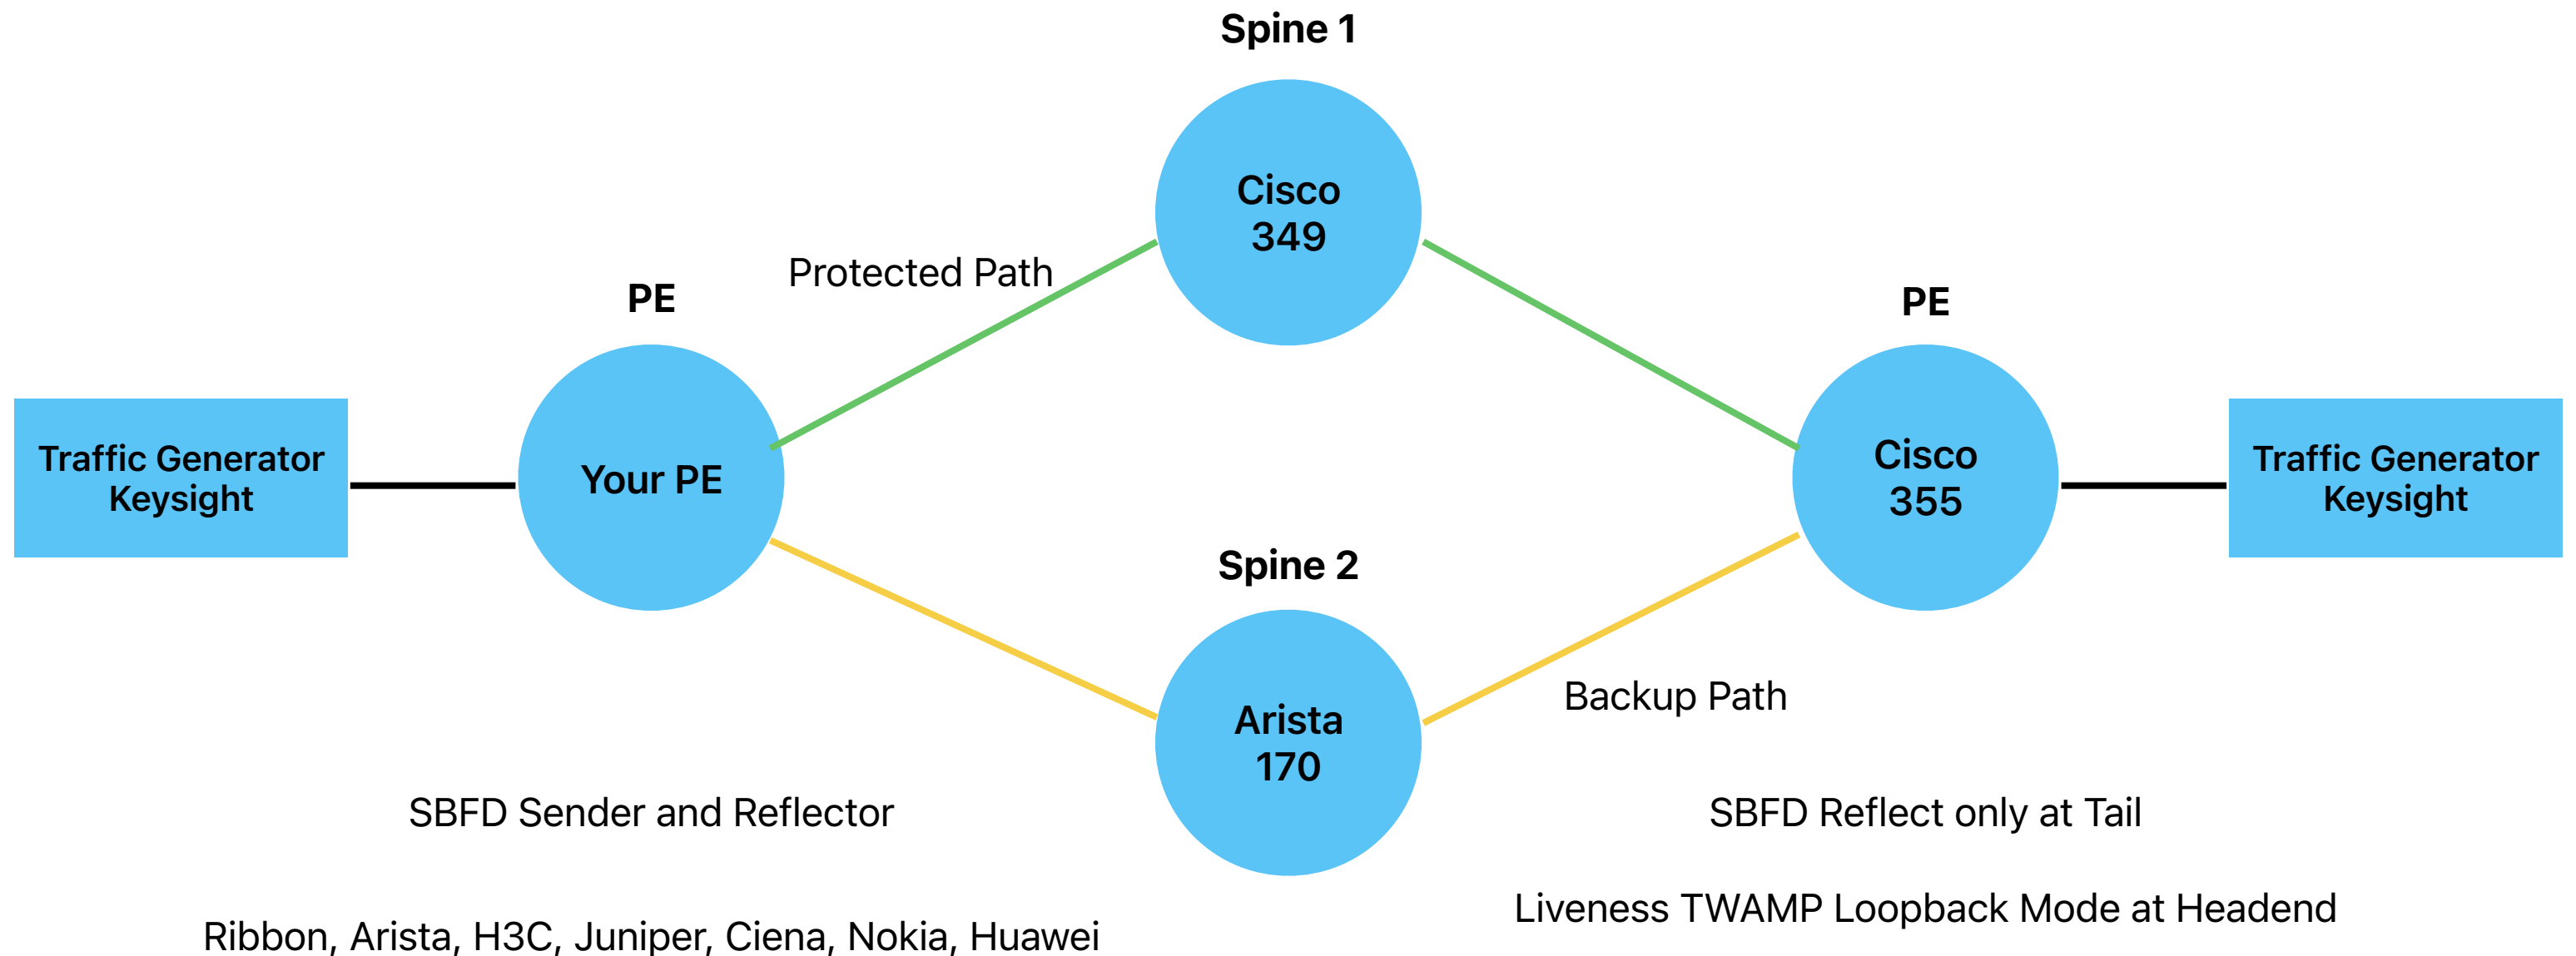 Spine 1
Cisco
349
Protected Path
PE
PE
Traffic Generator
Keysight
Your PE
Cisco
355
Traffic Generator
Keysight
Spine 2
Backup Path
Arista
170
SBFD Sender and Reflector
SBFD Reflect only at Tail
Liveness TWAMP Loopback Mode at Headend
Ribbon, Arista, H3C, Juniper, Ciena, Nokia, Huawei